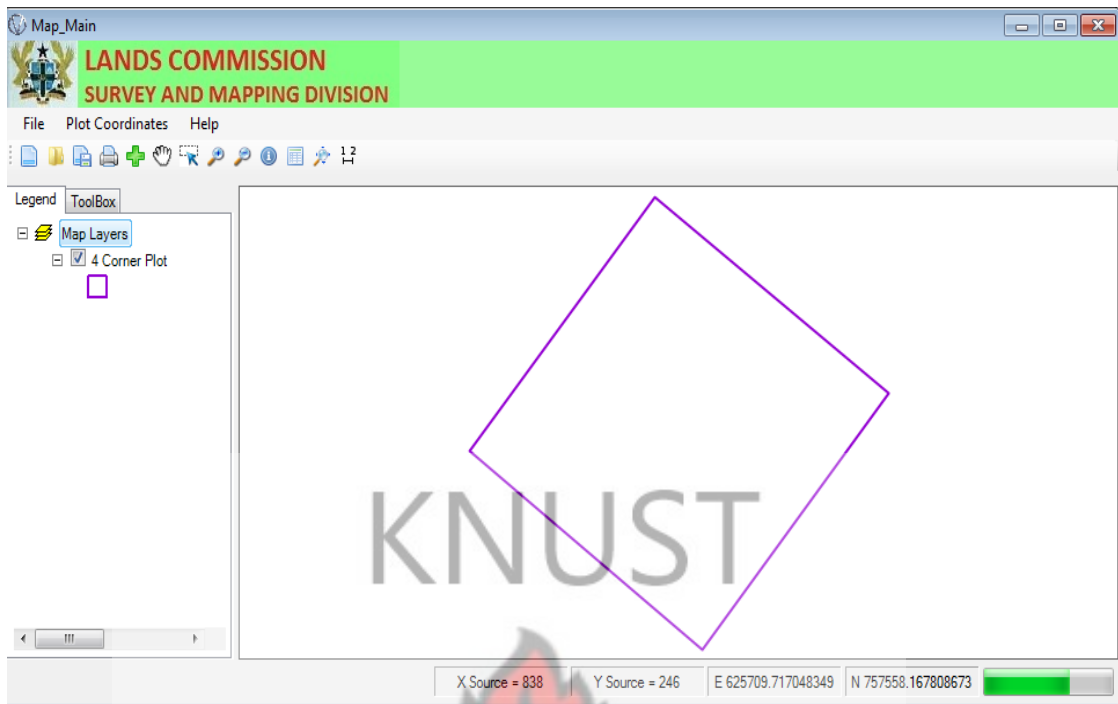 Map_Main
LANDS COMMISSION
SURVEY AND MAPPING DIVISION
File Plot Coordinates Help
1 2
Legend ToolBox
Map Layers
4 Corner Plot
KNUST
X Source = 838 Y Source = 246 E 625709.717048349 N 757558.167808673